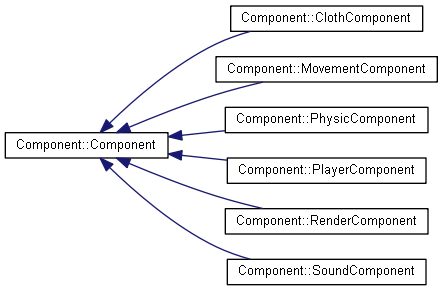 Component::ClothComponent
Component::MovementComponent
Component::PhysicComponent
Component::Component
Component::PlayerComponent
Component::RenderComponent
Component::SoundComponent